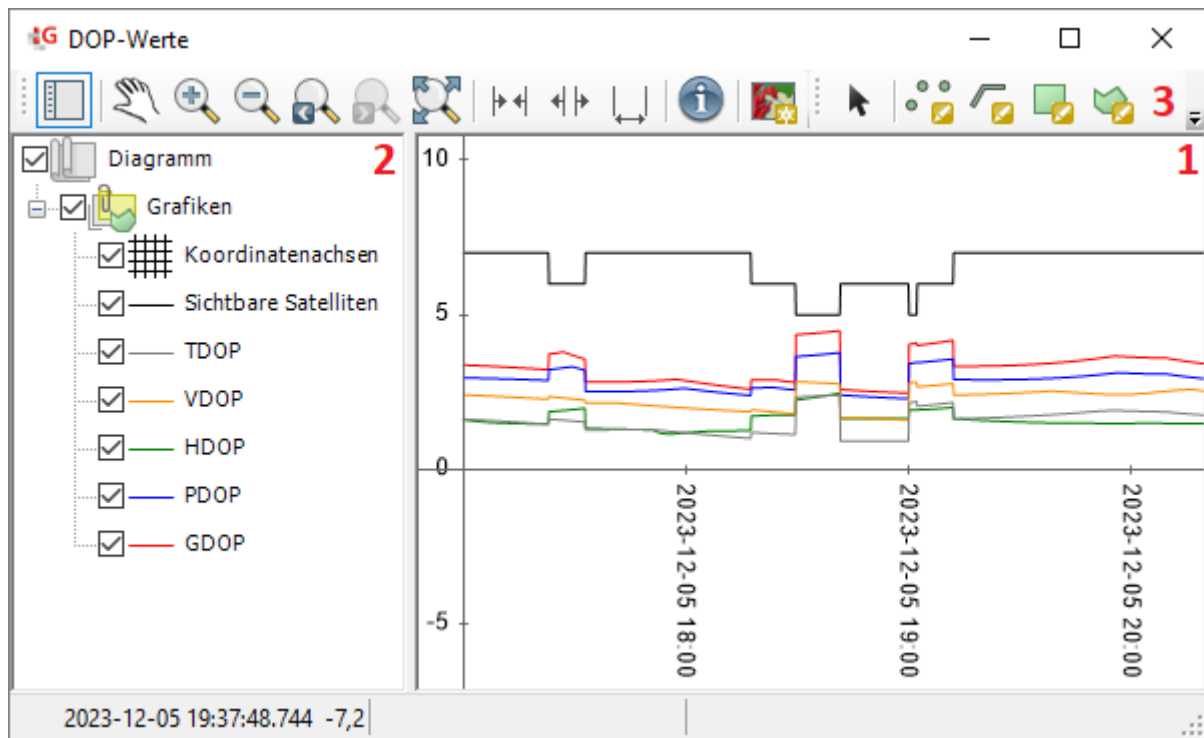 DOP-Werte
3
Diagramm
2
Grafiken
Koordinatenachsen
Sichtbare Satelliten
TDOP
VDOP
HDOP
PDOP
GDOP
1
10
5
0
-5
2023-12-05 18:00
2023-12-05 19:00
2023-12-05 20:00
2023-12-05 19:37:48.744 -7,2